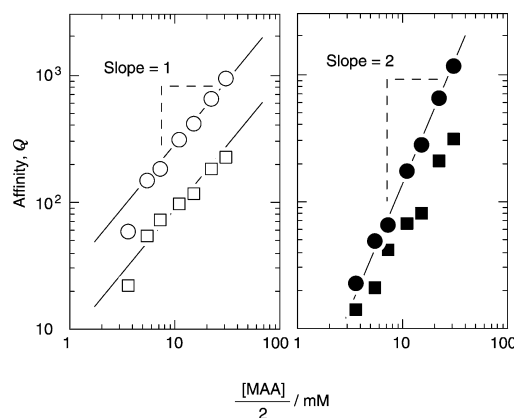 Affinity, Q
10³
10²
10
Slope = 1
Slope = 2
1
10
100
1
10
100
[MAA]
2
/ mM